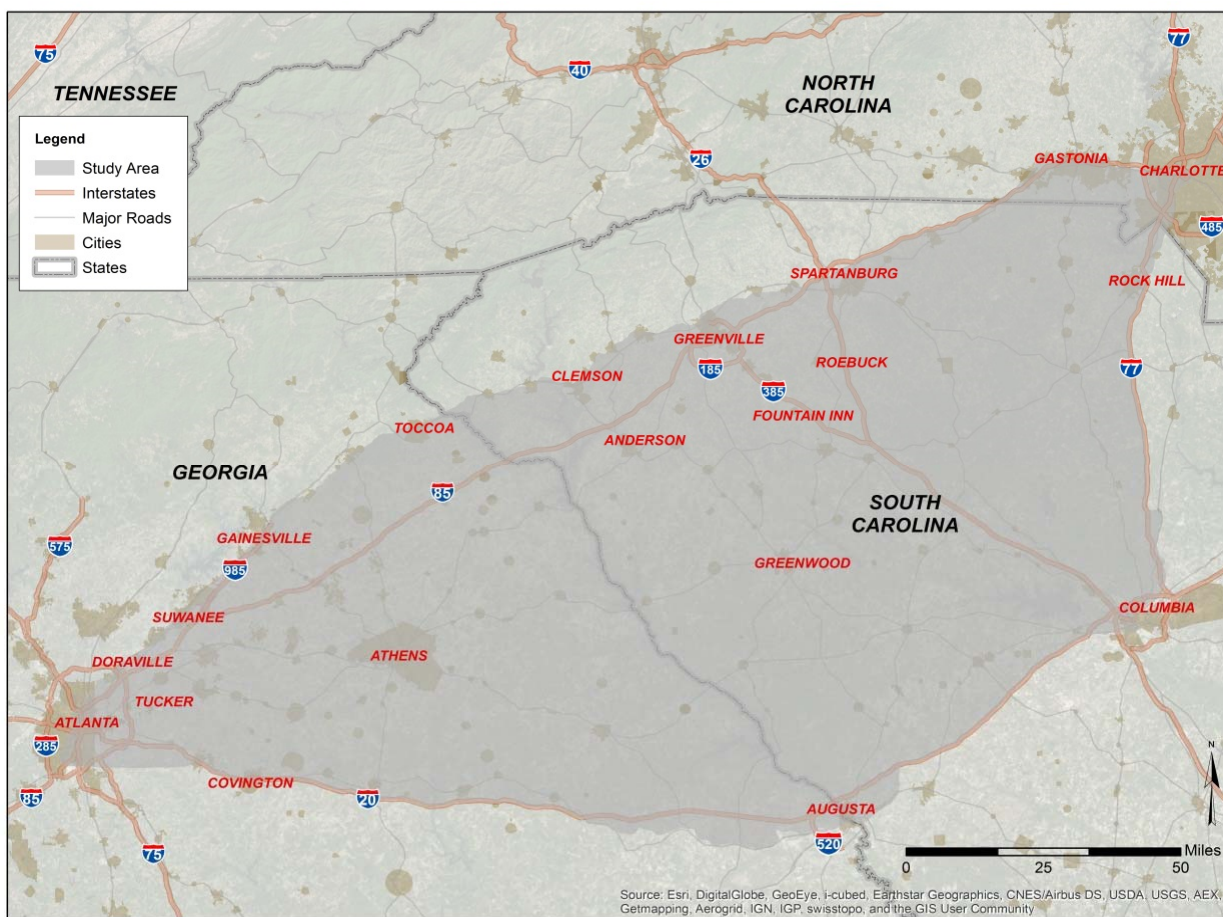 75
TENNESSEE
40
NORTH
CAROLINA
77
Legend
Study Area
Interstates
Major Roads
Cities
States
26
GASTONIA
CHARLOTTE
485
SPARTANBURG
ROCK HILL
GREENVILLE
185
ROEBUCK
77
CLEMSON
385
FOUNTAIN INN
TOCCOA
ANDERSON
GEORGIA
85
SOUTH
CAROLINA
575
GAINESVILLE
985
GREENWOOD
SUWANEE
COLUMBIA
DORAVILLE
ATHENS
TUCKER
ATLANTA
285
N
COVINGTON
85
20
AUGUSTA
75
520
Miles
0 25 50
Source: Esri, DigitalGlobe, GeoEye, i-cubed, Earthstar Geographics, CNES/Airbus DS, USDA, USGS, AEX,
Getmapping, Aerogrid, IGN, IGP, swisstopo, and the GIS User Community